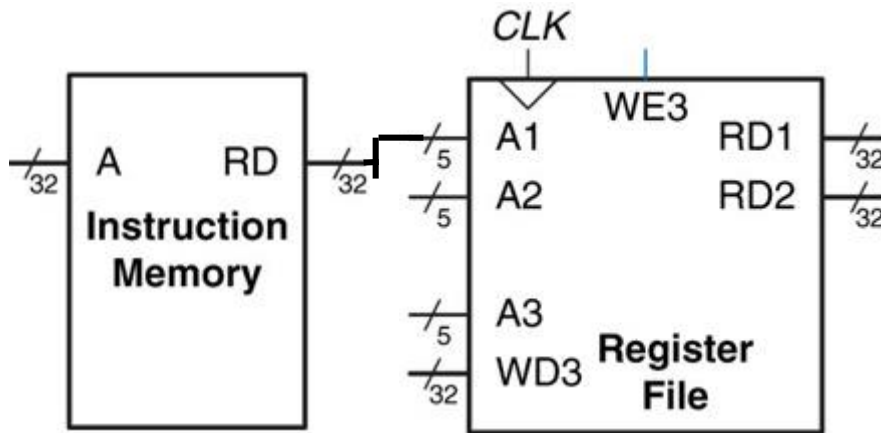 CLK
WE3
A RD
32
32
Instruction
Memory
A1 RD1
5
32
A2 RD2
5
32
A3
5
WD3
32
Register
File